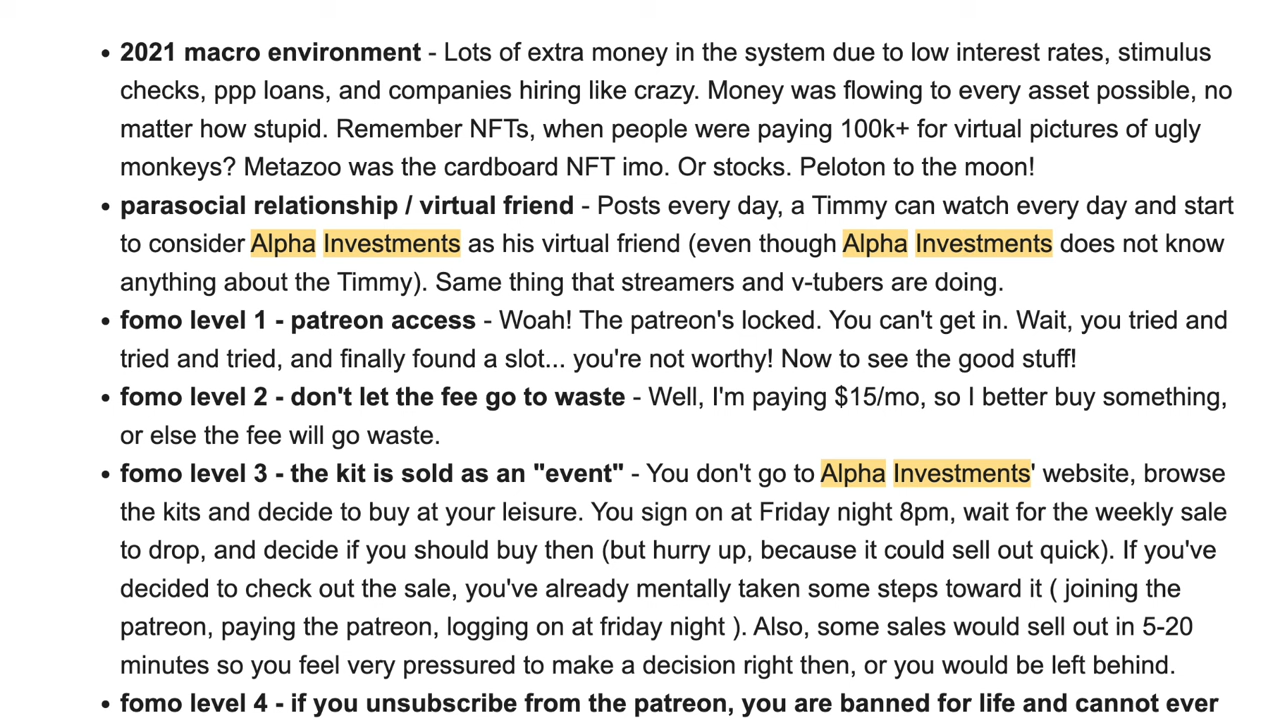 • 2021 macro environment - Lots of extra money in the system due to low interest rates, stimulus
checks, ppp loans, and companies hiring like crazy. Money was flowing to every asset possible, no
matter how stupid. Remember NFTs, when people were paying 100k+ for virtual pictures of ugly
monkeys? Metazoo was the cardboard NFT imo. Or stocks. Peloton to the moon!
• parasocial relationship / virtual friend - Posts every day, a Timmy can watch every day and start
to consider Alpha Investments as his virtual friend (even though Alpha Investments does not know
anything about the Timmy). Same thing that streamers and v-tubers are doing.
• fomo level 1 - patreon access - Woah! The patreon's locked. You can't get in. Wait, you tried and
tried and tried, and finally found a slot... you're not worthy! Now to see the good stuff!
• fomo level 2 - don't let the fee go to waste - Well, I'm paying $15/mo, so I better buy something,
or else the fee will go waste.
• fomo level 3 - the kit is sold as an "event" - You don't go to Alpha Investments' website, browse
the kits and decide to buy at your leisure. You sign on at Friday night 8pm, wait for the weekly sale
to drop, and decide if you should buy then (but hurry up, because it could sell out quick). If you've
decided to check out the sale, you've already mentally taken some steps toward it ( joining the
patreon, paying the patreon, logging on at friday night ). Also, some sales would sell out in 5-20
minutes so you feel very pressured to make a decision right then, or you would be left behind.
• fomo level 4 - if you unsubscribe from the patreon, you are banned for life and cannot ever